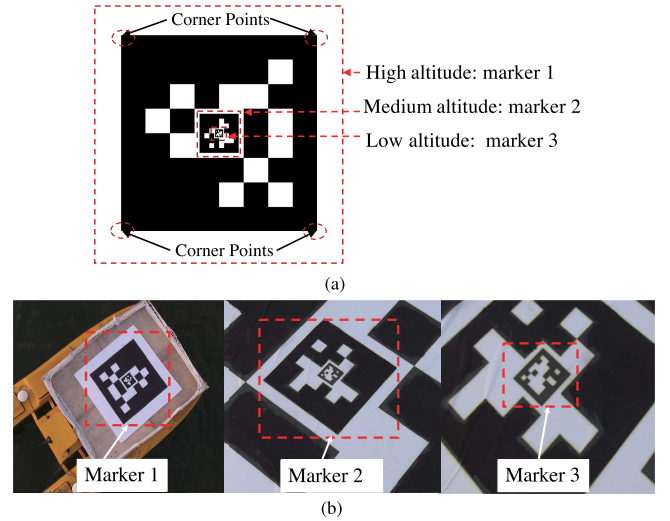 Corner Points
High altitude: marker 1
Medium altitude: marker 2
Low altitude:  marker 3
Corner Points
(a)
Marker 1
Marker 2
Marker 3
(b)